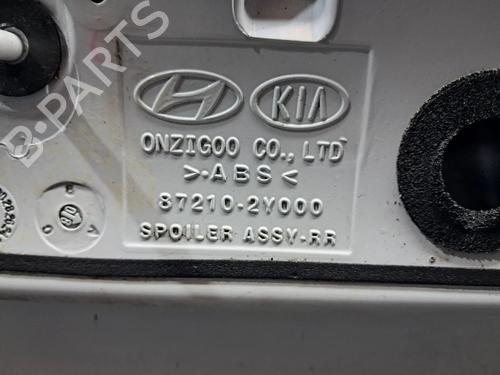 B-PARTS
KIA
ONZIGOO CO., LTD
>·ABS<
87210-2Y000
SPOILER ASSY-RR